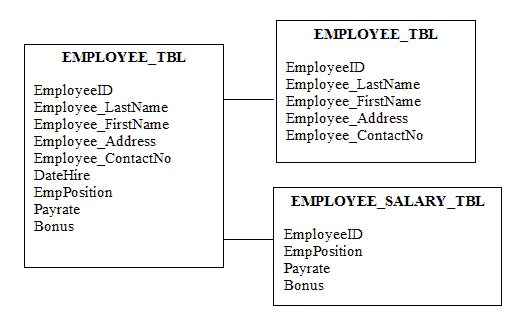 EMPLOYEE_TBL
EmployeeID
Employee_LastName
Employee_FirstName
Employee_Address
Employee_ContactNo
DateHire
EmpPosition
Payrate
Bonus
EMPLOYEE_TBL
EmployeeID
Employee_LastName
Employee_FirstName
Employee_Address
Employee_ContactNo
EMPLOYEE_SALARY_TBL
EmployeeID
EmpPosition
Payrate
Bonus